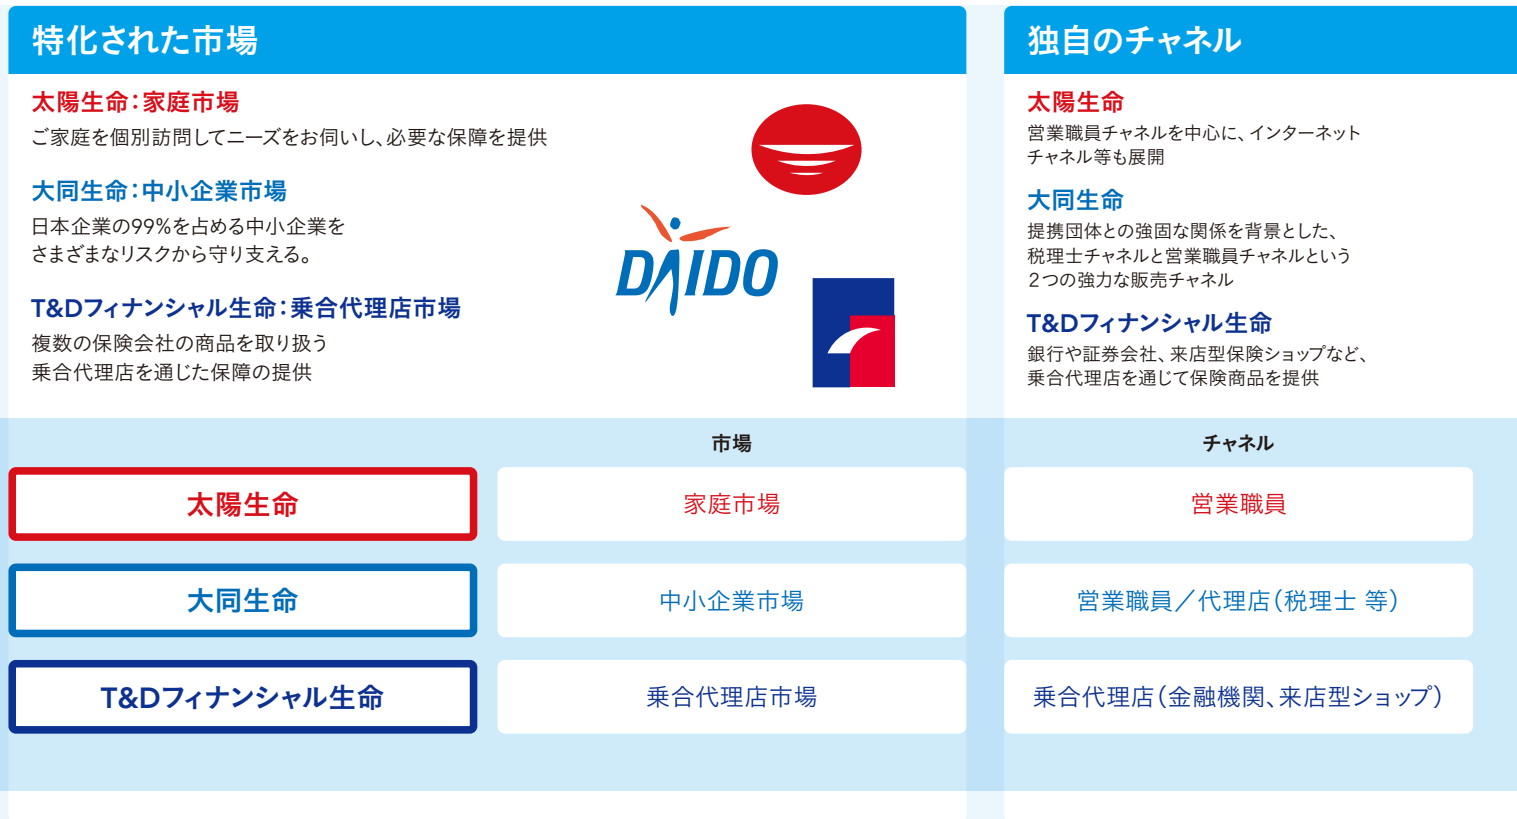 特化された市場
太陽生命：家庭市場
ご家庭を個別訪問してニーズをお伺いし、必要な保障を提供
大同生命：中小企業市場
日本企業の99%を占める中小企業を
さまざまなリスクから守り支える。
T&Dフィナンシャル生命：乗合代理店市場
複数の保険会社の商品を取り扱う
乗合代理店を通じた保障の提供
DAIDO
独自のチャネル
太陽生命
営業職員チャネルを中心に、インターネット
チャネル等も展開
大同生命
提携団体との強固な関係を背景とした、
税理士チャネルと営業職員チャネルという
2つの強力な販売チャネル
T&Dフィナンシャル生命
銀行や証券会社、来店型保険ショップなど、
乗合代理店を通じて保険商品を提供
市場
チャネル
太陽生命
家庭市場
営業職員
大同生命
中小企業市場
営業職員／代理店（税理士 等）
T&Dフィナンシャル生命
乗合代理店市場
乗合代理店（金融機関、来店型ショップ）